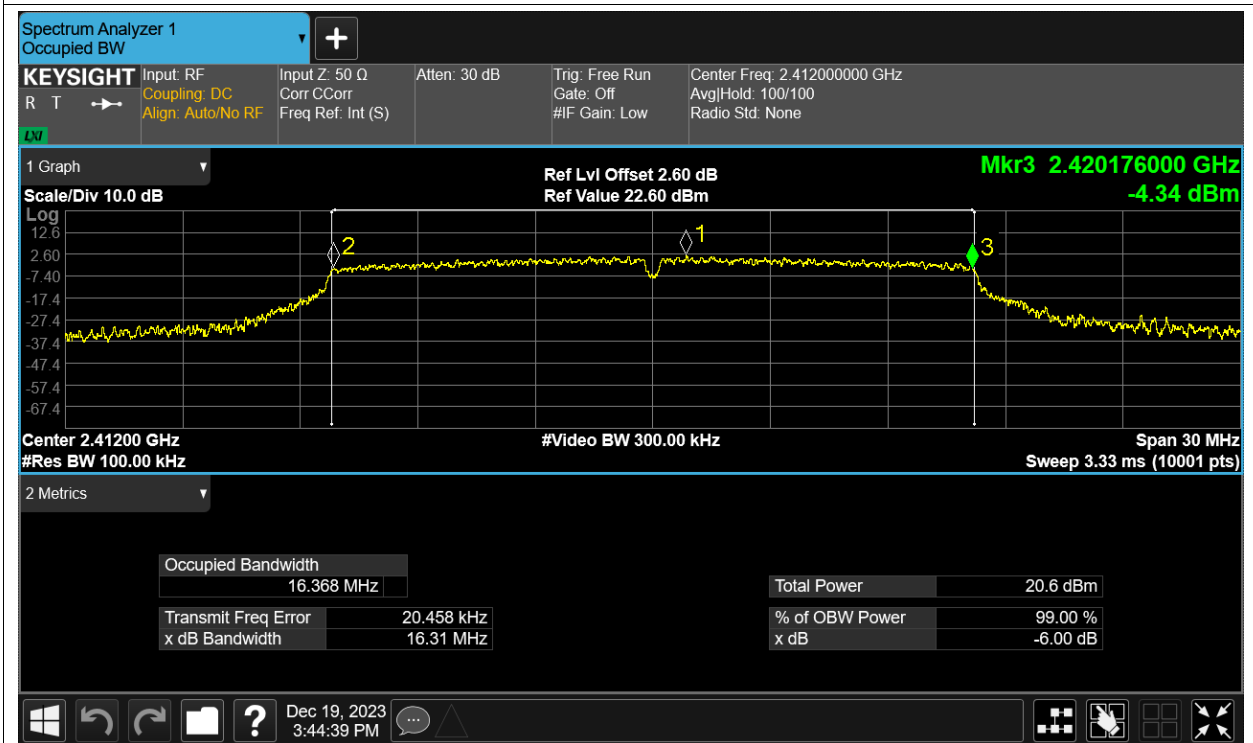 Spectrum Analyzer 1
Occupied BW
KEYSIGHT
R T
LXI
Input: RF
Coupling: DC
Align: Auto/No RF
Input Z: 50 Ω
Corr CCorr
Freq Ref: Int (S)
Atten: 30 dB
Trig: Free Run
Gate: Off
#IF Gain: Low
Center Freq: 2.412000000 GHz
Avg|Hold: 100/100
Radio Std: None
1 Graph
Scale/Div 10.0 dB
Ref Lvl Offset 2.60 dB
Ref Value 22.60 dBm
Mkr3 2.420176000 GHz
-4.34 dBm
Log
12.6
2.60
-7.40
-17.4
-27.4
-37.4
-47.4
-57.4
-67.4
2
1
3
Center 2.41200 GHz
#Res BW 100.00 kHz
#Video BW 300.00 kHz
Span 30 MHz
Sweep 3.33 ms (10001 pts)
2 Metrics
Occupied Bandwidth
16.368 MHz
Transmit Freq Error 20.458 kHz
x dB Bandwidth 16.31 MHz
Total Power 20.6 dBm
% of OBW Power 99.00 %
x dB -6.00 dB
?
Dec 19, 2023
3:44:39 PM